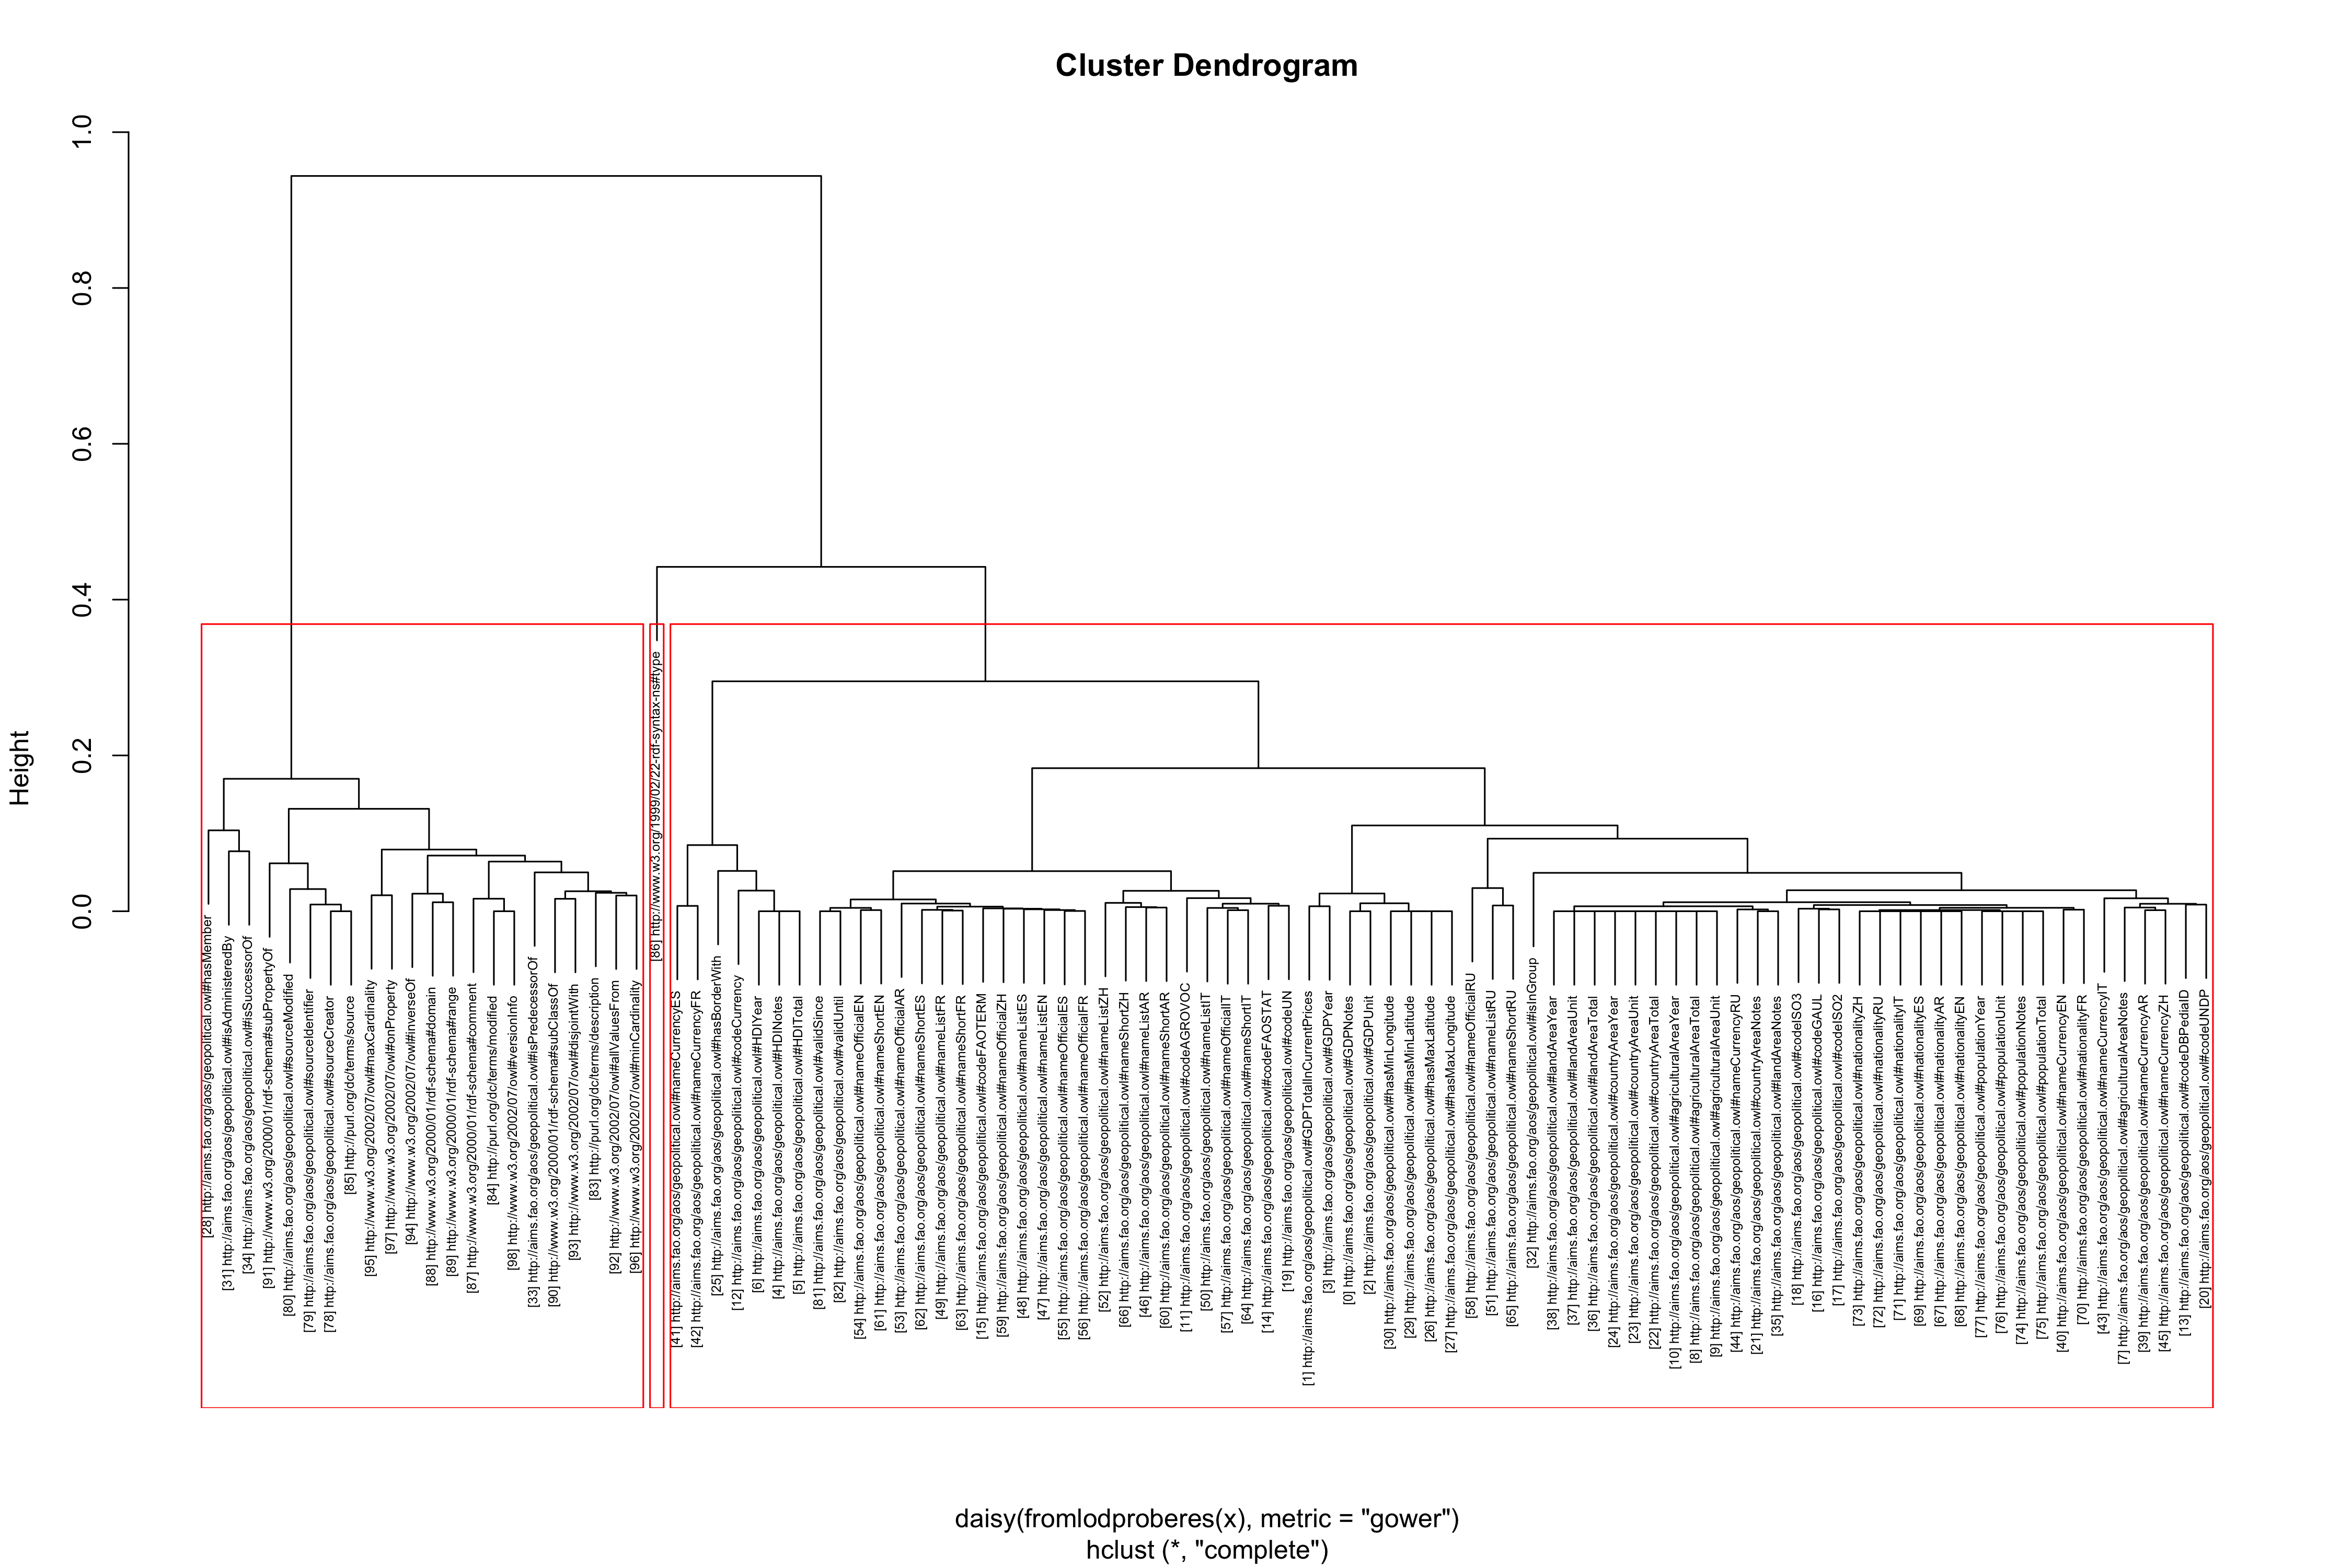 Cluster Dendrogram
Height
1.0
0.8
0.6
0.4
0.2
0.0
[28] http://aims.fao.org/aos/geopolitical.owl#hasMember
[31] http://aims.fao.org/aos/geopolitical.owl#isAdministeredBy
[34] http://aims.fao.org/aos/geopolitical.owl#isSuccessorOf
[91] http://www.w3.org/2000/01/rdf-schema#subPropertyOf
[80] http://aims.fao.org/aos/geopolitical.owl#sourceModified
[79] http://aims.fao.org/aos/geopolitical.owl#sourceIdentifier
[78] http://aims.fao.org/aos/geopolitical.owl#sourceCreator
[85] http://purl.org/dc/terms/source
[95] http://www.w3.org/2002/07/owl#maxCardinality
[97] http://www.w3.org/2002/07/owl#onProperty
[94] http://www.w3.org/2002/07/owl#inverseOf
[88] http://www.w3.org/2000/01/rdf-schema#domain
[89] http://www.w3.org/2000/01/rdf-schema#range
[87] http://www.w3.org/2000/01/rdf-schema#comment
[84] http://purl.org/dc/terms/modified
[98] http://www.w3.org/2002/07/owl#versionInfo
[33] http://aims.fao.org/aos/geopolitical.owl#isPredecessorOf
[90] http://www.w3.org/2000/01/rdf-schema#subClassOf
[93] http://www.w3.org/2002/07/owl#disjointWith
[83] http://purl.org/dc/terms/description
[92] http://www.w3.org/2002/07/owl#allValuesFrom
[96] http://www.w3.org/2002/07/owl#minCardinality
[86] http://www.w3.org/1999/02/22-rdf-syntax-ns#type
[41] http://aims.fao.org/aos/geopolitical.owl#nameCurrencyES
[42] http://aims.fao.org/aos/geopolitical.owl#nameCurrencyFR
[25] http://aims.fao.org/aos/geopolitical.owl#hasBorderWith
[12] http://aims.fao.org/aos/geopolitical.owl#codeCurrency
[6] http://aims.fao.org/aos/geopolitical.owl#HDIYear
[4] http://aims.fao.org/aos/geopolitical.owl#HDINotes
[5] http://aims.fao.org/aos/geopolitical.owl#HDITotal
[81] http://aims.fao.org/aos/geopolitical.owl#validSince
[82] http://aims.fao.org/aos/geopolitical.owl#validUntil
[54] http://aims.fao.org/aos/geopolitical.owl#nameOfficialEN
[61] http://aims.fao.org/aos/geopolitical.owl#nameShortEN
[53] http://aims.fao.org/aos/geopolitical.owl#nameOfficialAR
[62] http://aims.fao.org/aos/geopolitical.owl#nameShortES
[49] http://aims.fao.org/aos/geopolitical.owl#nameListFR
[63] http://aims.fao.org/aos/geopolitical.owl#nameShortFR
[15] http://aims.fao.org/aos/geopolitical.owl#codeFAOTERM
[59] http://aims.fao.org/aos/geopolitical.owl#nameOfficialZH
[48] http://aims.fao.org/aos/geopolitical.owl#nameListES
[47] http://aims.fao.org/aos/geopolitical.owl#nameListEN
[55] http://aims.fao.org/aos/geopolitical.owl#nameOfficialES
[56] http://aims.fao.org/aos/geopolitical.owl#nameOfficialFR
[52] http://aims.fao.org/aos/geopolitical.owl#nameListZH
[66] http://aims.fao.org/aos/geopolitical.owl#nameShortZH
[46] http://aims.fao.org/aos/geopolitical.owl#nameListAR
[60] http://aims.fao.org/aos/geopolitical.owl#nameShortAR
[11] http://aims.fao.org/aos/geopolitical.owl#codeAGROVOC
[50] http://aims.fao.org/aos/geopolitical.owl#nameListIT
[57] http://aims.fao.org/aos/geopolitical.owl#nameOfficialIT
[64] http://aims.fao.org/aos/geopolitical.owl#nameShortIT
[14] http://aims.fao.org/aos/geopolitical.owl#codeFAOSTAT
[19] http://aims.fao.org/aos/geopolitical.owl#codeUN
[1] http://aims.fao.org/aos/geopolitical.owl#GDPTotalInCurrentPrices
[3] http://aims.fao.org/aos/geopolitical.owl#GDPYear
[0] http://aims.fao.org/aos/geopolitical.owl#GDPNotes
[2] http://aims.fao.org/aos/geopolitical.owl#GDPUnit
[30] http://aims.fao.org/aos/geopolitical.owl#hasMinLongitude
[29] http://aims.fao.org/aos/geopolitical.owl#hasMinLatitude
[26] http://aims.fao.org/aos/geopolitical.owl#hasMaxLatitude
[27] http://aims.fao.org/aos/geopolitical.owl#hasMaxLongitude
[58] http://aims.fao.org/aos/geopolitical.owl#nameOfficialRU
[51] http://aims.fao.org/aos/geopolitical.owl#nameListRU
[65] http://aims.fao.org/aos/geopolitical.owl#nameShortRU
[32] http://aims.fao.org/aos/geopolitical.owl#isInGroup
[38] http://aims.fao.org/aos/geopolitical.owl#landAreaYear
[37] http://aims.fao.org/aos/geopolitical.owl#landAreaUnit
[36] http://aims.fao.org/aos/geopolitical.owl#landAreaTotal
[24] http://aims.fao.org/aos/geopolitical.owl#countryAreaYear
[23] http://aims.fao.org/aos/geopolitical.owl#countryAreaUnit
[22] http://aims.fao.org/aos/geopolitical.owl#countryAreaTotal
[10] http://aims.fao.org/aos/geopolitical.owl#agriculturalAreaYear
[8] http://aims.fao.org/aos/geopolitical.owl#agriculturalAreaTotal
[9] http://aims.fao.org/aos/geopolitical.owl#agriculturalAreaUnit
[44] http://aims.fao.org/aos/geopolitical.owl#nameCurrencyRU
[21] http://aims.fao.org/aos/geopolitical.owl#countryAreaNotes
[35] http://aims.fao.org/aos/geopolitical.owl#landAreaNotes
[18] http://aims.fao.org/aos/geopolitical.owl#codeISO3
[16] http://aims.fao.org/aos/geopolitical.owl#codeGAUL
[17] http://aims.fao.org/aos/geopolitical.owl#codeISO2
[73] http://aims.fao.org/aos/geopolitical.owl#nationalityZH
[72] http://aims.fao.org/aos/geopolitical.owl#nationalityRU
[71] http://aims.fao.org/aos/geopolitical.owl#nationalityIT
[69] http://aims.fao.org/aos/geopolitical.owl#nationalityES
[67] http://aims.fao.org/aos/geopolitical.owl#nationalityAR
[68] http://aims.fao.org/aos/geopolitical.owl#nationalityEN
[77] http://aims.fao.org/aos/geopolitical.owl#populationYear
[76] http://aims.fao.org/aos/geopolitical.owl#populationUnit
[74] http://aims.fao.org/aos/geopolitical.owl#populationNotes
[75] http://aims.fao.org/aos/geopolitical.owl#populationTotal
[40] http://aims.fao.org/aos/geopolitical.owl#nameCurrencyEN
[70] http://aims.fao.org/aos/geopolitical.owl#nationalityFR
[43] http://aims.fao.org/aos/geopolitical.owl#nameCurrencyIT
[7] http://aims.fao.org/aos/geopolitical.owl#agriculturalAreaNotes
[39] http://aims.fao.org/aos/geopolitical.owl#nameCurrencyAR
[45] http://aims.fao.org/aos/geopolitical.owl#nameCurrencyZH
[13] http://aims.fao.org/aos/geopolitical.owl#codeDBPediaID
[20] http://aims.fao.org/aos/geopolitical.owl#codeUNDP
daisy(fromlodproberes(x), metric = "gower")
hclust (*, "complete")